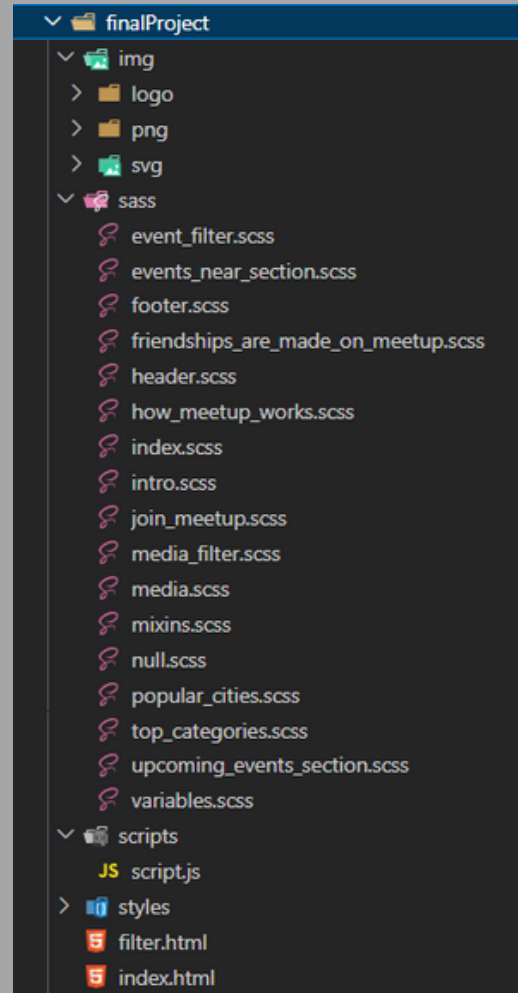 finalProject
img
logo
png
svg
sass
event_filter.scss
events_near_section.scss
footer.scss
friendships_are_made_on_meetup.scss
header.scss
how_meetup_works.scss
index.scss
intro.scss
join_meetup.scss
media_filter.scss
media.scss
mixins.scss
null.scss
popular_cities.scss
top_categories.scss
upcoming_events_section.scss
variables.scss
scripts
JS script.js
styles
filter.html
index.html